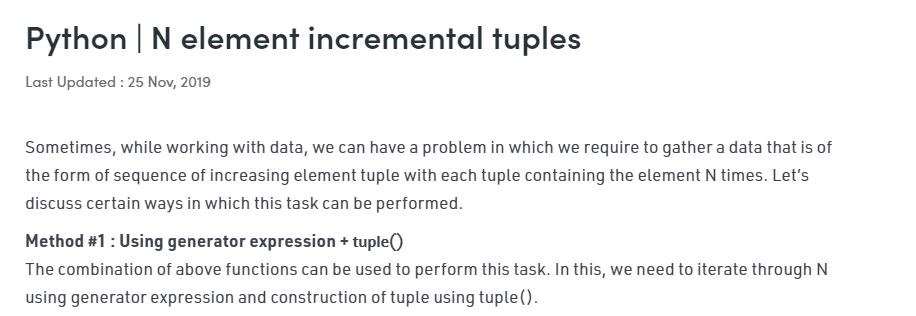 Python | N element incremental tuples
Last Updated : 25 Nov, 2019
Sometimes, while working with data, we can have a problem in which we require to gather a data that is of
the form of sequence of increasing element tuple with each tuple containing the element N times. Let’s
discuss certain ways in which this task can be performed.
Method #1 : Using generator expression + tuple()
The combination of above functions can be used to perform this task. In this, we need to iterate through N
using generator expression and construction of tuple using tuple().